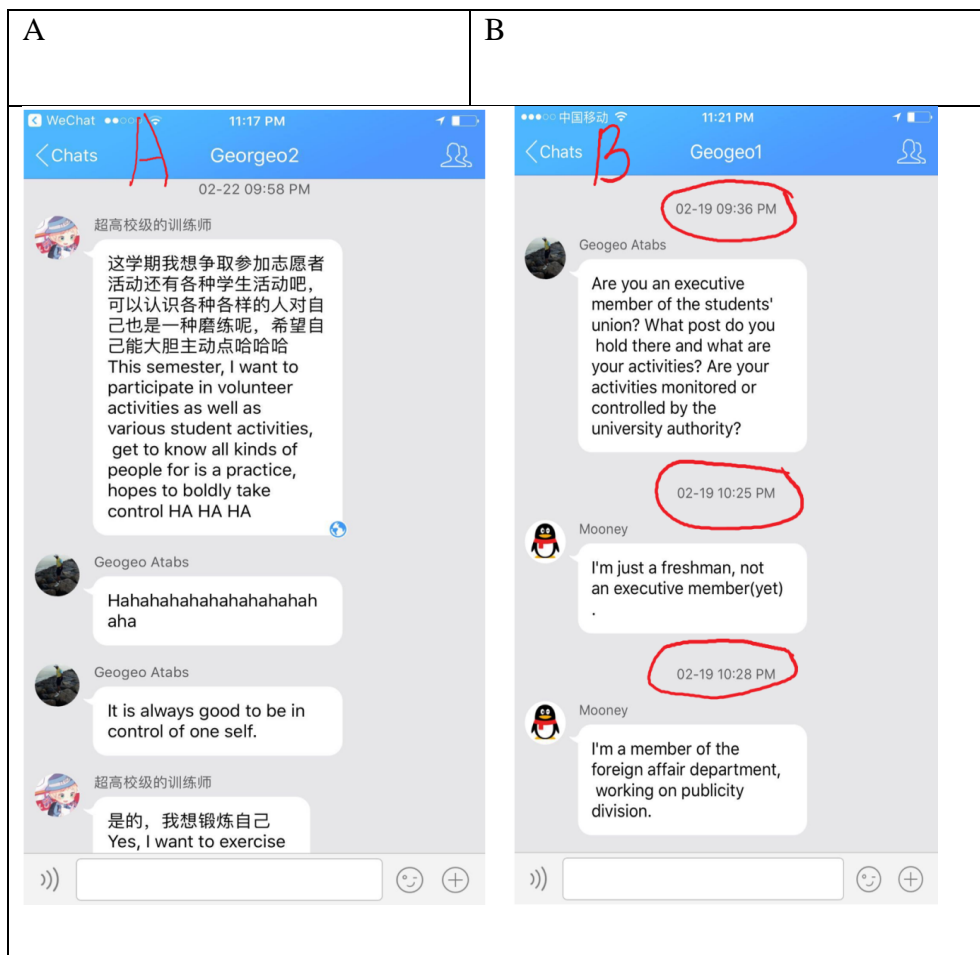 A
B
WeChat
11:17 PM
A
Chats
Georgeo2
02-22 09:58 PM
超高校级的训练师
这学期我想争取参加志愿者
活动还有各种学生活动吧，
可以认识各种各样的人对自
己也是一种磨练呢，希望自
己能大胆主动点哈哈哈
This semester, I want to
participate in volunteer
activities as well as
various student activities,
get to know all kinds of
people for is a practice,
hopes to boldly take
control HA HA HA
Geogeo Atabs
Hahahahahahahahahahah
aha
Geogeo Atabs
It is always good to be in
control of one self.
超高校级的训练师
是的，我想锻炼自己
Yes, I want to exercise
中国移动
11:21 PM
B
Chats
Geogeo1
02-19 09:36 PM
Geogeo Atabs
Are you an executive
member of the students'
union? What post do you
hold there and what are
your activities? Are your
activities monitored or
controlled by the
university authority?
02-19 10:25 PM
Mooney
I'm just a freshman, not
an executive member(yet)
.
02-19 10:28 PM
Mooney
I'm a member of the
foreign affair department,
working on publicity
division.